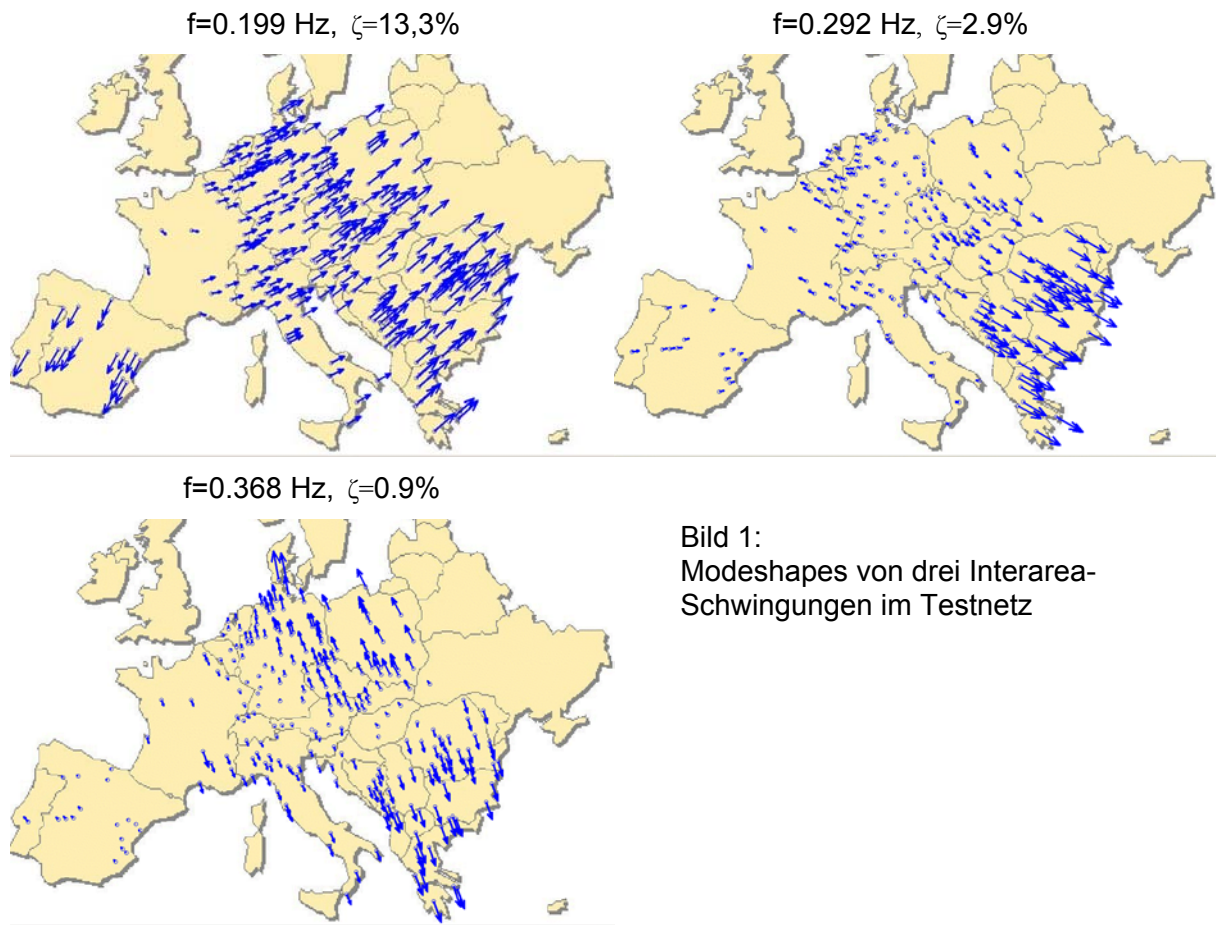 f=0.199 Hz, ζ=13,3%
f=0.292 Hz, ζ=2.9%
f=0.368 Hz, ζ=0.9%
Bild 1:
Modeshapes von drei Interarea-
Schwingungen im Testnetz